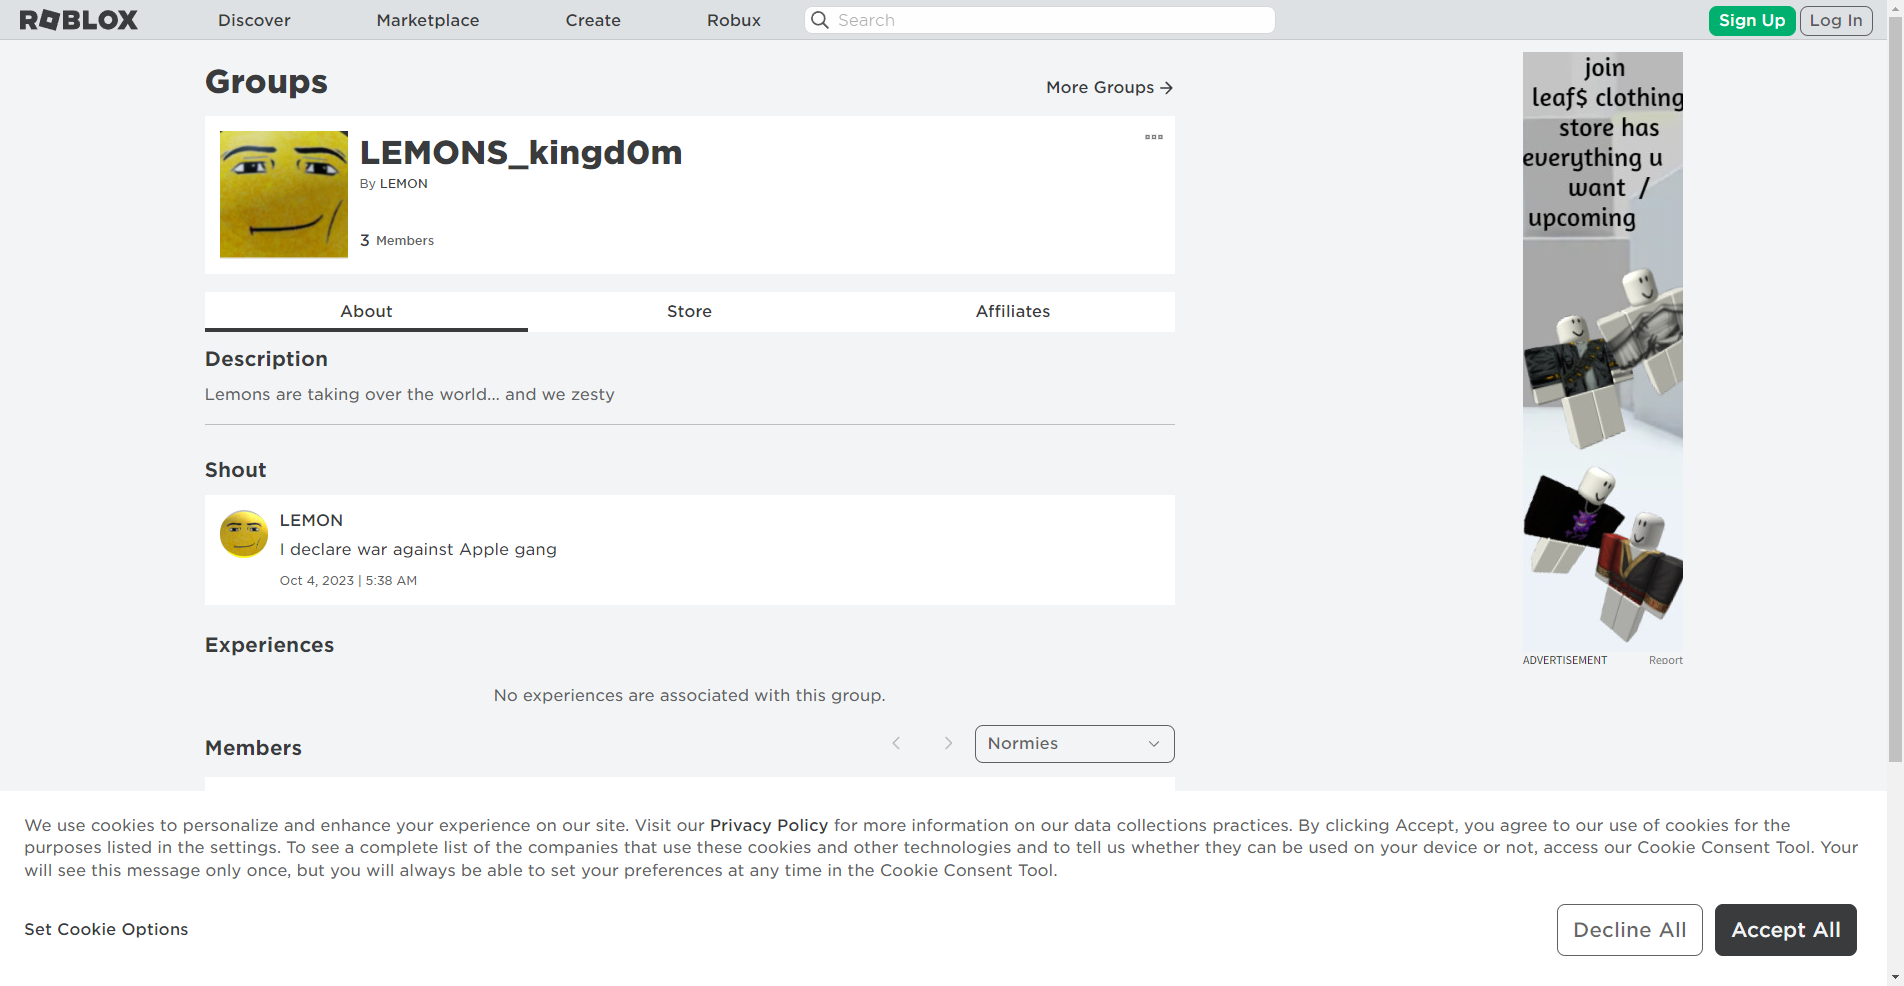 ROBLOX
Discover
Marketplace
Create
Robux
Search
Sign Up
Log In
Groups
More Groups →
LEMONS_kingd0m
By LEMON
3 Members
About
Store
Affiliates
Description
Lemons are taking over the world... and we zesty
Shout
LEMON
I declare war against Apple gang
Oct 4, 2023 | 5:38 AM
Experiences
No experiences are associated with this group.
Members
Normies
join
leaf$ clothing
store has
everything u
want /
upcoming
ADVERTISEMENT
Report
We use cookies to personalize and enhance your experience on our site. Visit our Privacy Policy for more information on our data collections practices. By clicking Accept, you agree to our use of cookies for the
purposes listed in the settings. To see a complete list of the companies that use these cookies and other technologies and to tell us whether they can be used on your device or not, access our Cookie Consent Tool. Your
will see this message only once, but you will always be able to set your preferences at any time in the Cookie Consent Tool.
Set Cookie Options
Decline All
Accept All